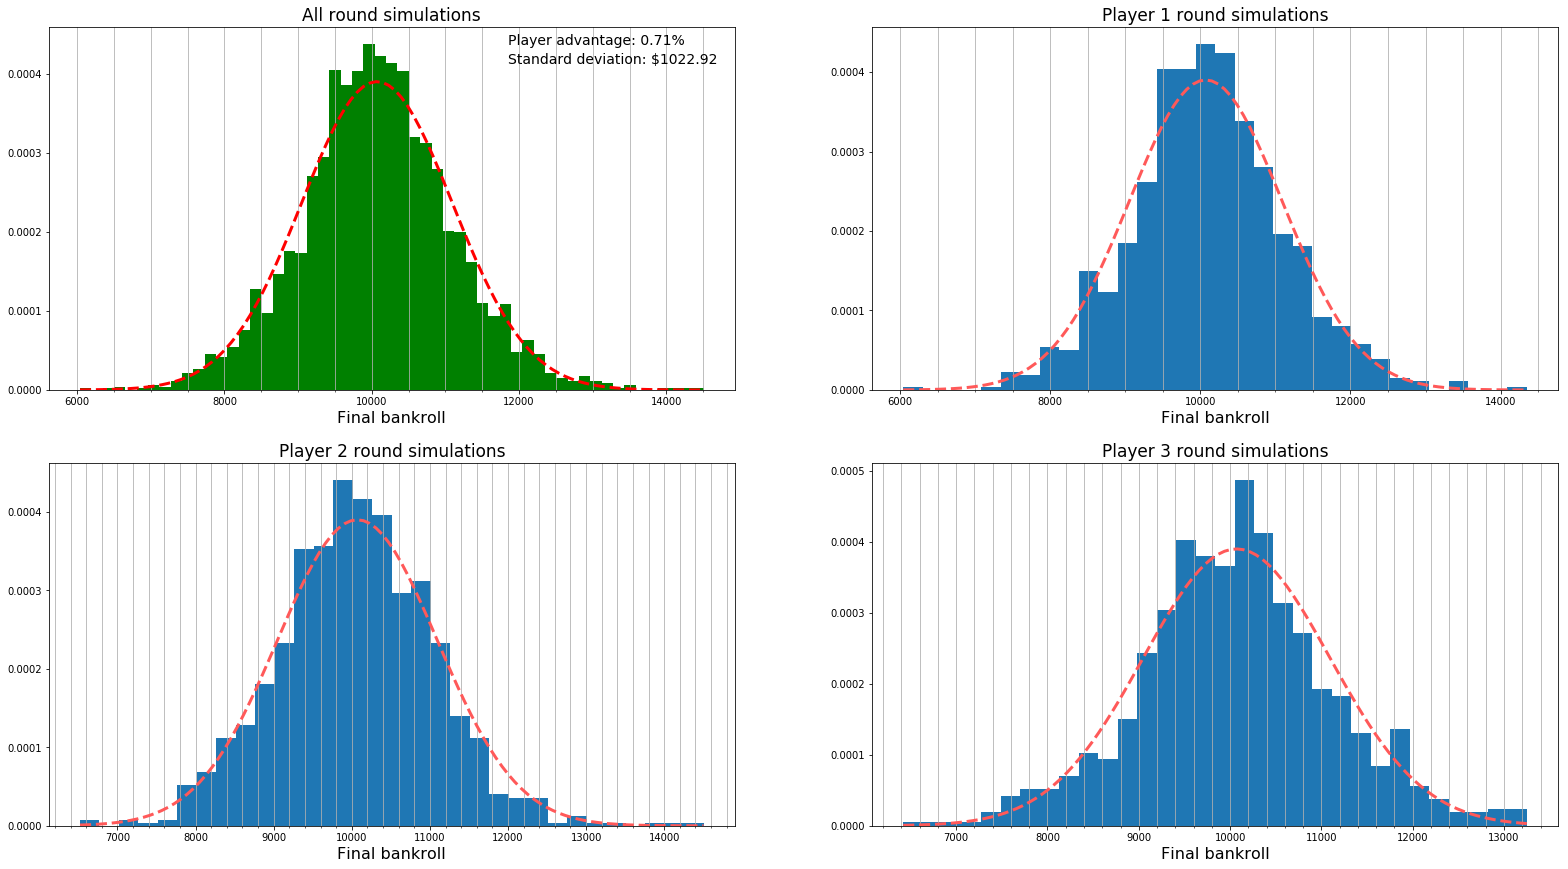 All round simulations
Player advantage: 0.71%
Standard deviation: $1022.92
0.0004
0.0003
0.0002
0.0001
0.0000
6000 8000 10000 12000 14000
Final bankroll
Player 1 round simulations
0.0004
0.0003
0.0002
0.0001
0.0000
6000 8000 10000 12000 14000
Final bankroll
Player 2 round simulations
0.0004
0.0003
0.0002
0.0001
0.0000
7000 8000 9000 10000 11000 12000 13000 14000
Final bankroll
Player 3 round simulations
0.0005
0.0004
0.0003
0.0002
0.0001
0.0000
7000 8000 9000 10000 11000 12000 13000
Final bankroll